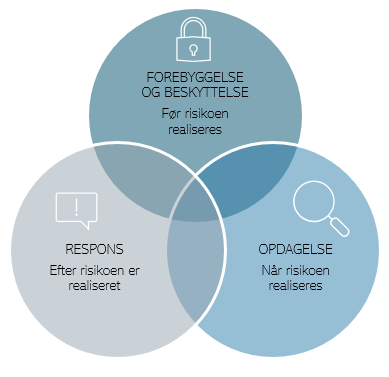 FOREBYGGELSE
OG BESKYTTELSE
Før risikoen
realiseres
RESPONS
Efter risikoen er
realiseret
OPDAGELSE
Når risikoen
realiseres